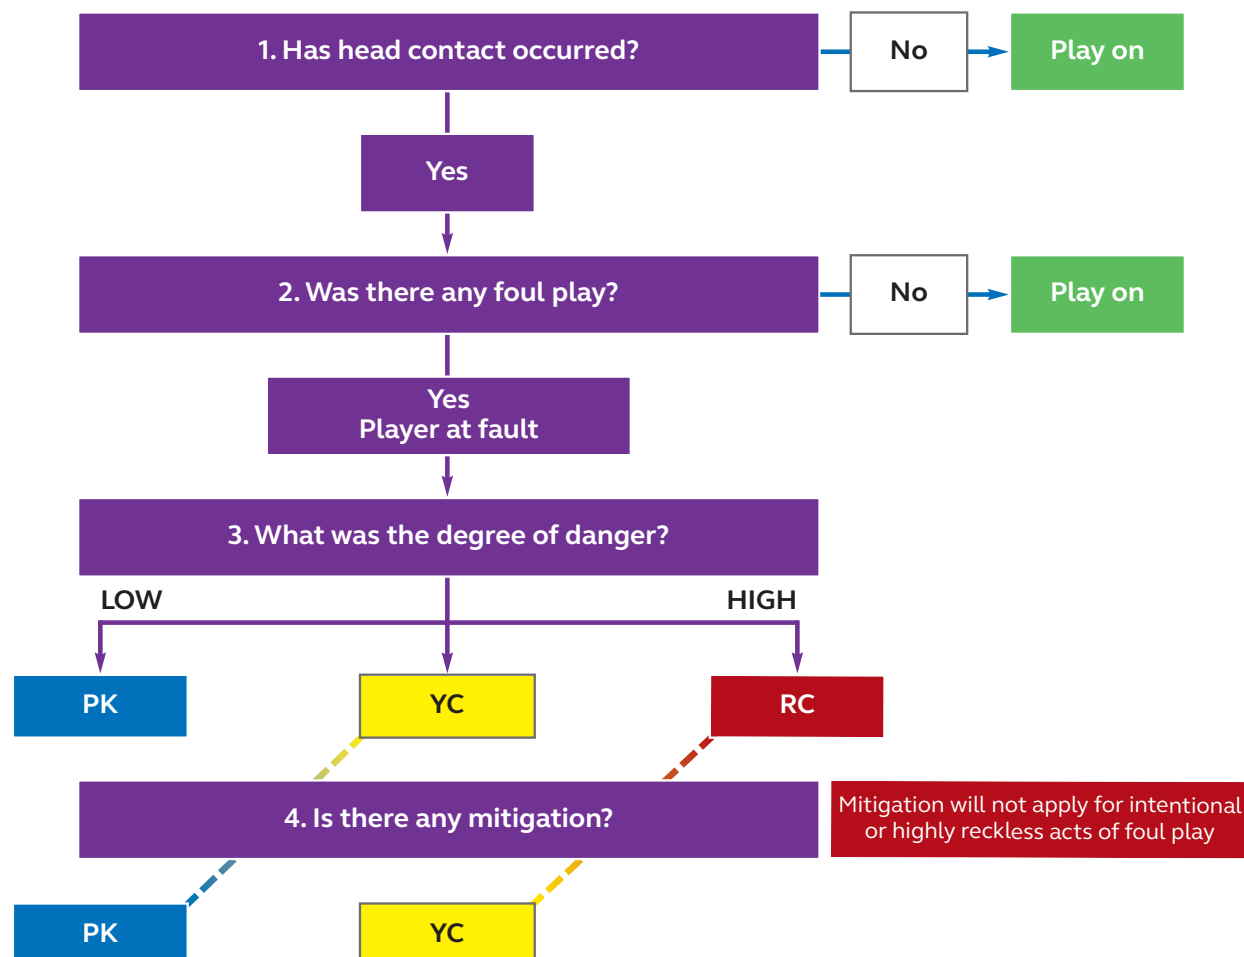 1. Has head contact occurred?
No
Play on
Yes
2. Was there any foul play?
No
Play on
Yes
Player at fault
3. What was the degree of danger?
LOW
HIGH
PK
YC
RC
4. Is there any mitigation?
Mitigation will not apply for intentional
or highly reckless acts of foul play
PK
YC